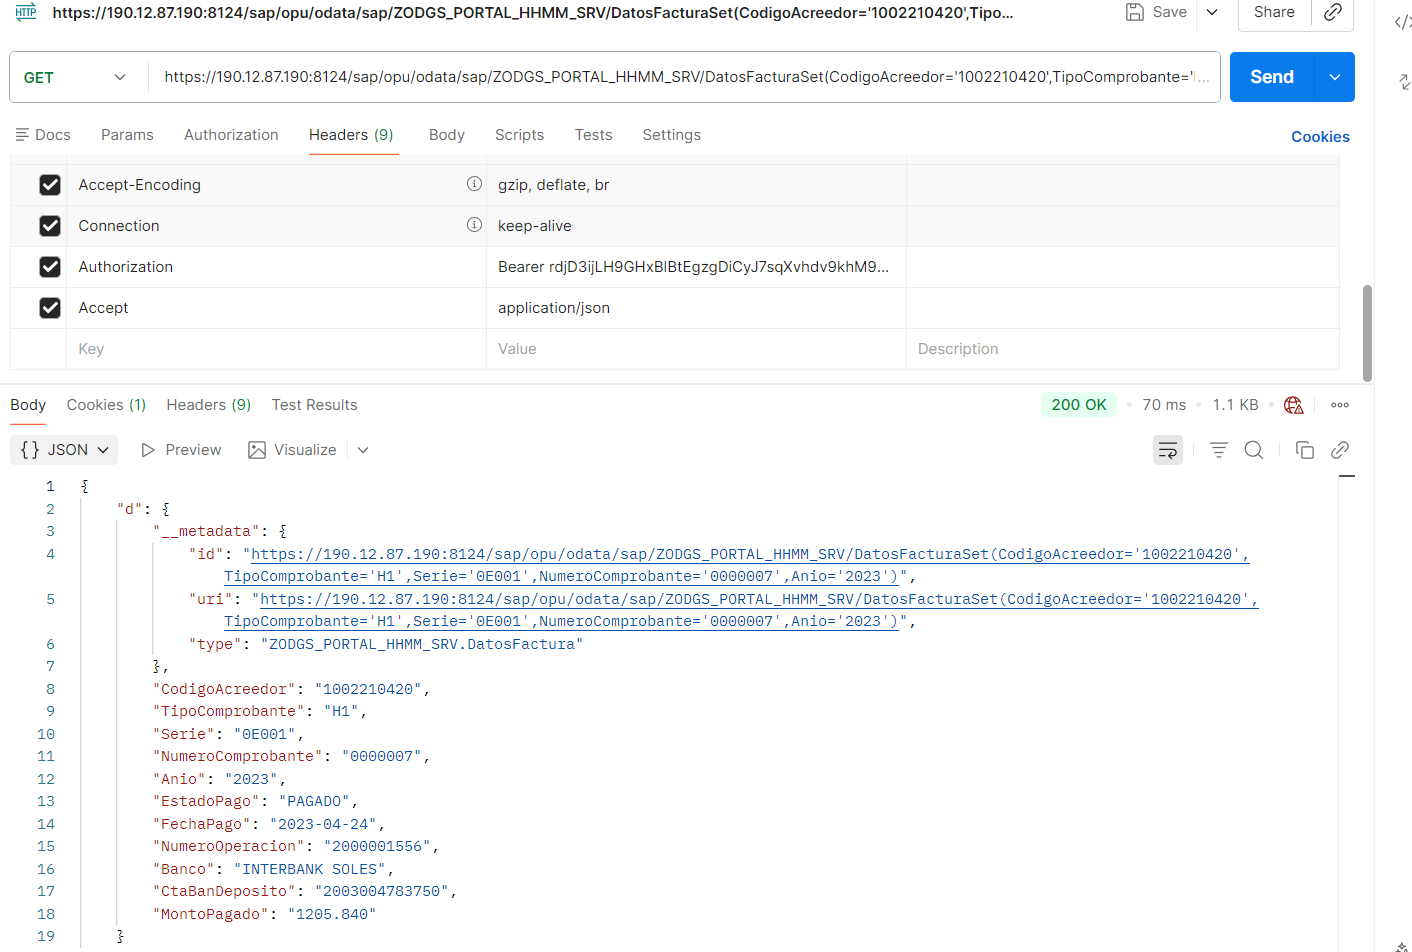 HTTP https://190.12.87.190:8124/sap/opu/odata/sap/ZODGS_PORTAL_HHMM_SRV/DatosFacturaSet(CodigoAcreedor='1002210420',Tipo... Save Share
GET https://190.12.87.190:8124/sap/opu/odata/sap/ZODGS_PORTAL_HHMM_SRV/DatosFacturaSet(CodigoAcreedor='1002210420',TipoComprobante='... Send
Docs Params Authorization Headers (9) Body Scripts Tests Settings Cookies
Accept-Encoding gzip, deflate, br
Connection keep-alive
Authorization Bearer rdjD3ijLH9GHxBlBtEgzgDiCyJ7sqXvhdv9khM9...
Accept application/json
Key Value Description
Body Cookies (1) Headers (9) Test Results 200 OK 70 ms 1.1 KB
{} JSON Preview Visualize
1 {
2 "d": {
3 "__metadata": {
4 "id": "https://190.12.87.190:8124/sap/opu/odata/sap/ZODGS_PORTAL_HHMM_SRV/DatosFacturaSet(CodigoAcreedor='1002210420',
TipoComprobante='H1',Serie='0E001',NumeroComprobante='0000007',Anio='2023')",
5 "uri": "https://190.12.87.190:8124/sap/opu/odata/sap/ZODGS_PORTAL_HHMM_SRV/DatosFacturaSet(CodigoAcreedor='1002210420',
TipoComprobante='H1',Serie='0E001',NumeroComprobante='0000007',Anio='2023')",
6 "type": "ZODGS_PORTAL_HHMM_SRV.DatosFactura"
7 },
8 "CodigoAcreedor": "1002210420",
9 "TipoComprobante": "H1",
10 "Serie": "0E001",
11 "NumeroComprobante": "0000007",
12 "Anio": "2023",
13 "EstadoPago": "PAGADO",
14 "FechaPago": "2023-04-24",
15 "NumeroOperacion": "2000001556",
16 "Banco": "INTERBANK SOLES",
17 "CtaBanDeposito": "2003004783750",
18 "MontoPagado": "1205.840"
19 }